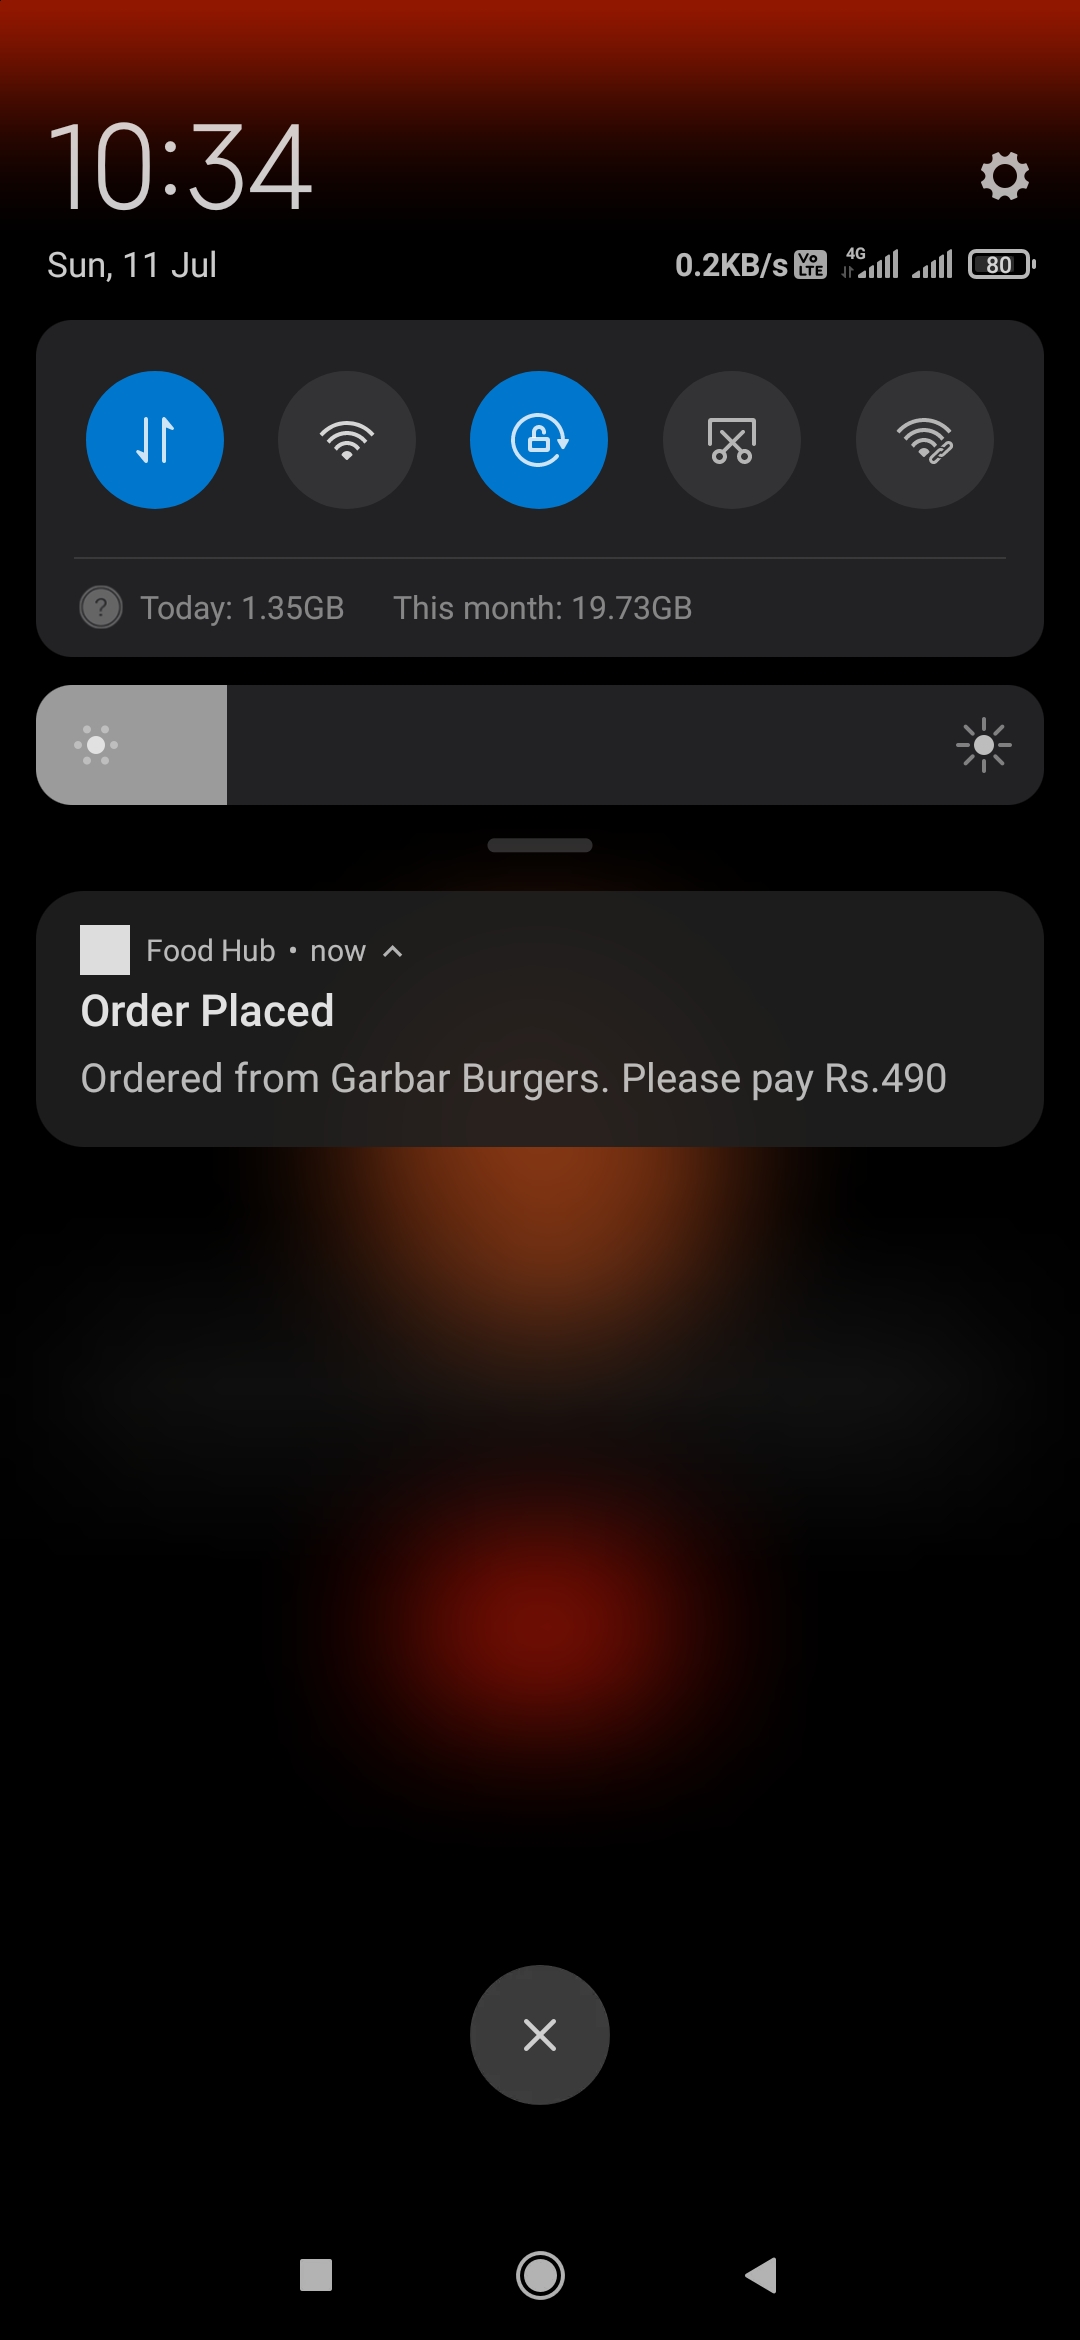 10:34
Sun, 11 Jul
0.2KB/s Vo LTE 4G 80
Today: 1.35GB This month: 19.73GB
Food Hub • now
Order Placed
Ordered from Garbar Burgers. Please pay Rs.490